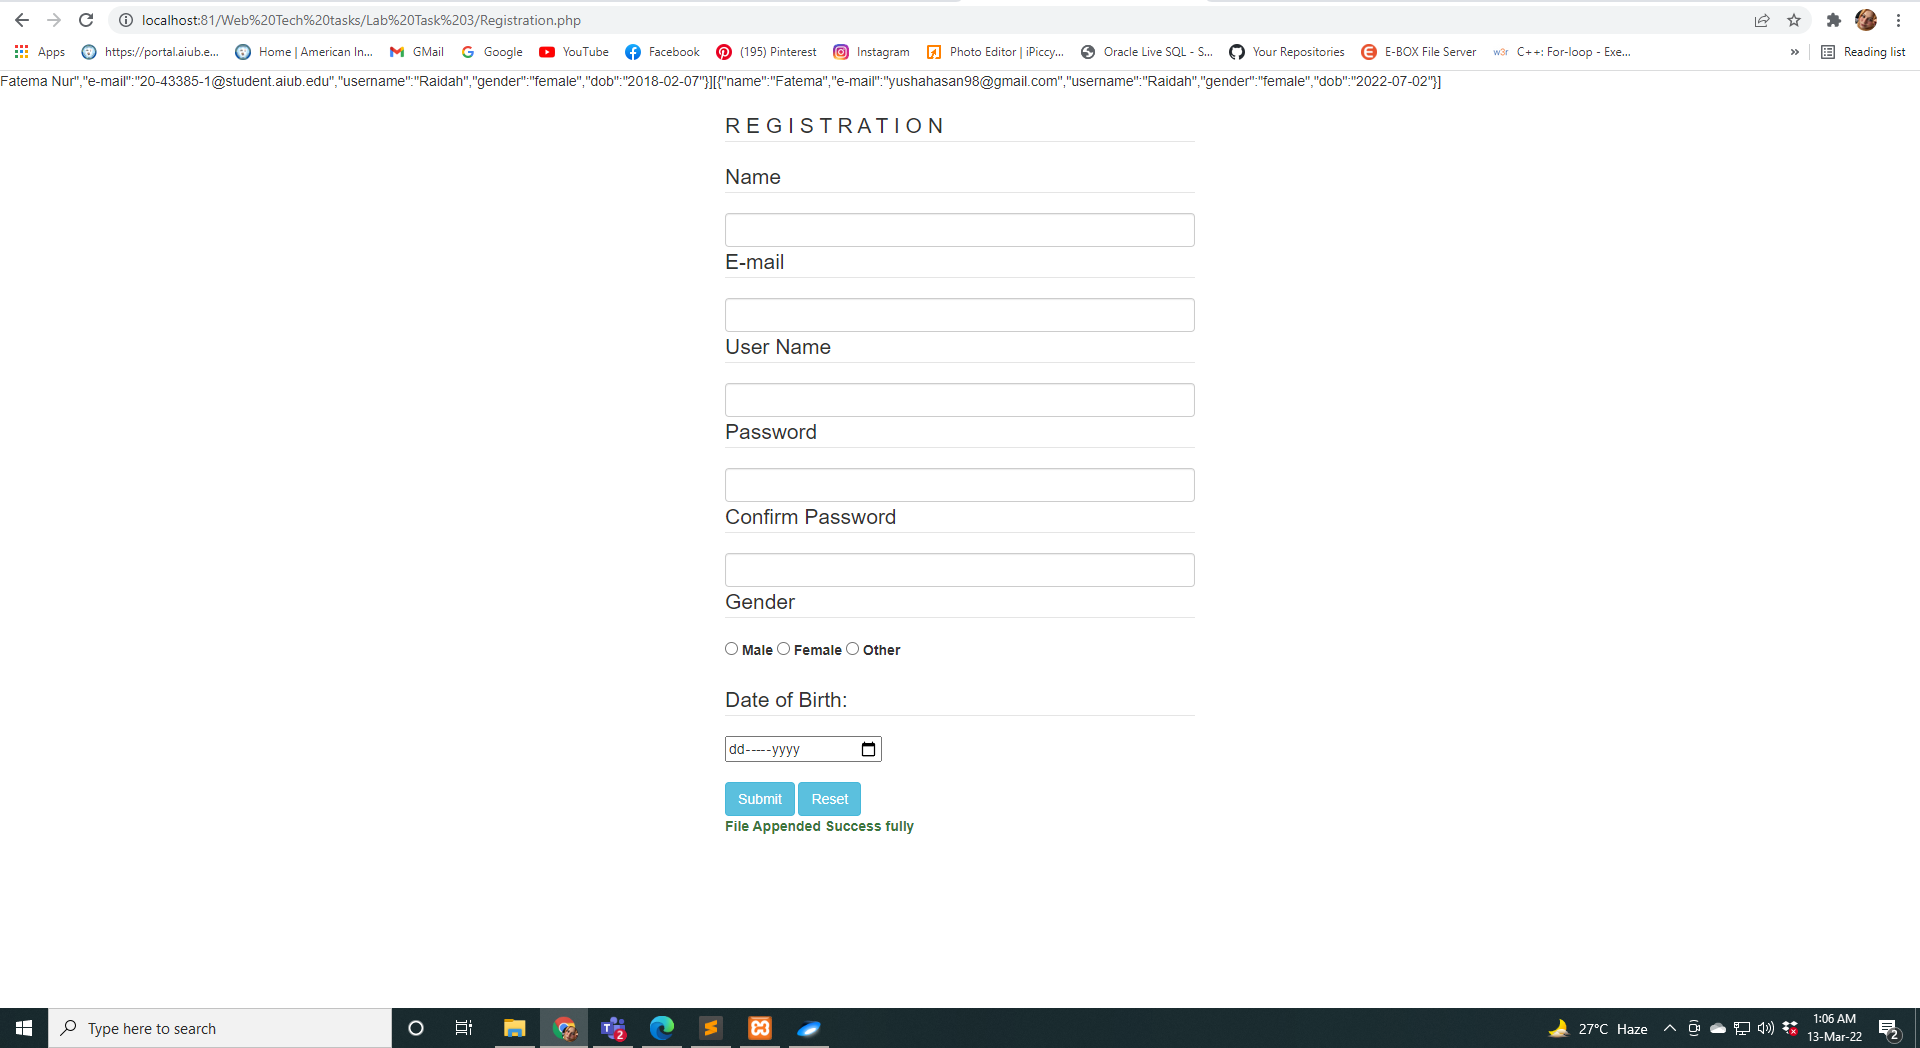 localhost:81/Web%20Tech%20tasks/Lab%20Task%203/Registration.php
Apps https://portal.aiub.e... Home | American In... GMail Google YouTube Facebook (195) Pinterest Instagram Photo Editor | iPiccy... Oracle Live SQL - S... Your Repositories E-BOX File Server w3r C++: For-loop - Exe... » Reading list
Fatema Nur","e-mail":"20-43385-1@student.aiub.edu","username":"Raidah","gender":"female","dob":"2018-02-07"}][{"name":"Fatema","e-mail":"yushahasan98@gmail.com","username":"Raidah","gender":"female","dob":"2022-07-02"}]
R E G I S T R A T I O N
Name
E-mail
User Name
Password
Confirm Password
Gender
Male Female Other
Date of Birth:
dd-----yyyy
Submit Reset
File Appended Success fully
Type here to search
2
27°C Haze
1:06 AM
13-Mar-22
2